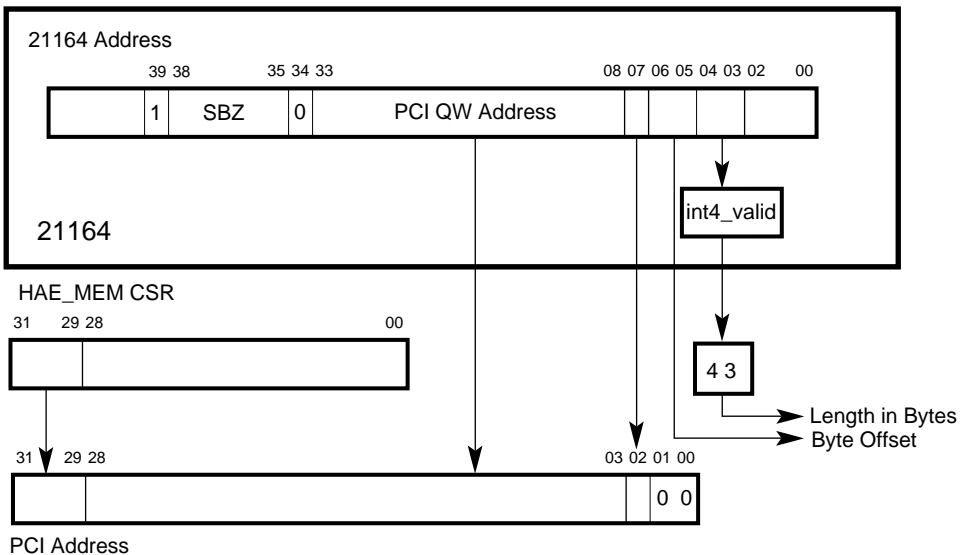 21164 Address
39 38 35 34 33 08 07 06 05 04 03 02 00
1 SBZ 0 PCI QW Address
int4_valid
21164
HAE_MEM CSR
31 29 28 00
4 3
Length in Bytes
Byte Offset
31 29 28 03 02 01 00
0 0
PCI Address